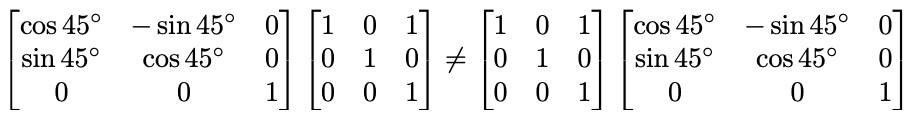 [cos 45° − sin 45° 0] [1 0 1] ≠ [1 0 1] [cos 45° − sin 45° 0]
[sin 45° cos 45° 0] [0 1 0] [0 1 0] [sin 45° cos 45° 0]
[0 0 1] [0 0 1] [0 0 1] [0 0 1]